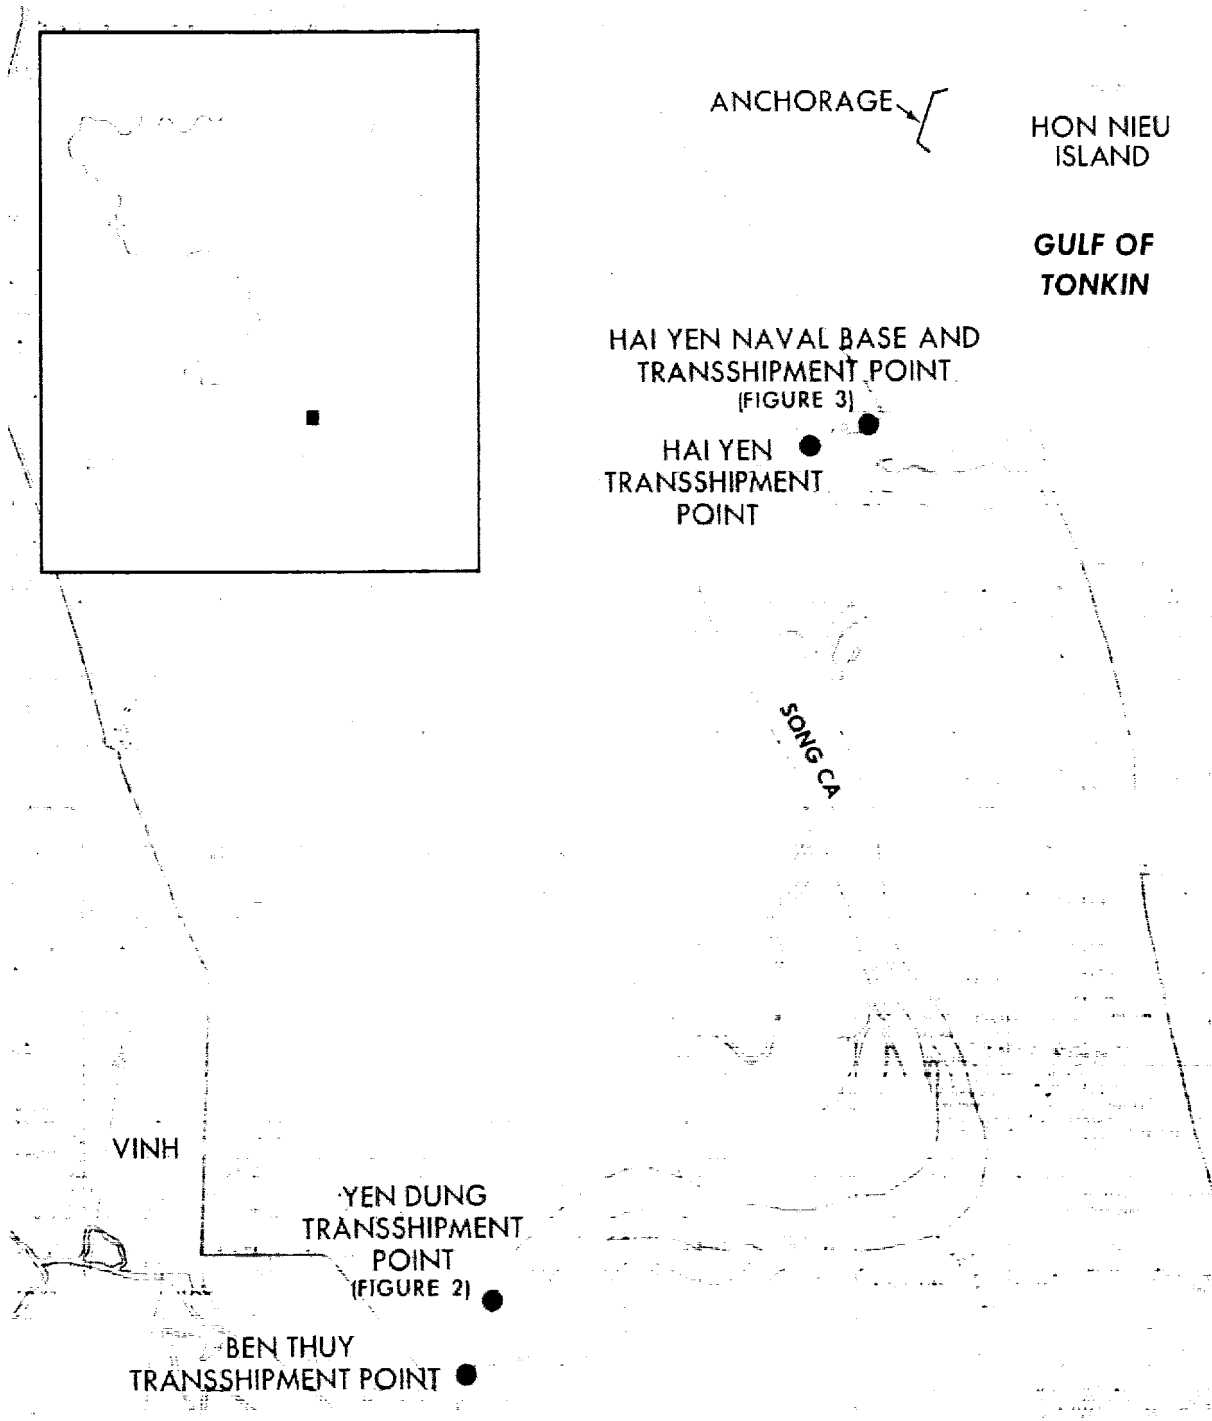 ANCHORAGE
HON NIEU
ISLAND
GULF OF
TONKIN
HAI YEN NAVAL BASE AND
TRANSSHIPMENT POINT
(FIGURE 3)
HAI YEN
TRANSSHIPMENT
POINT
SONG CA
VINH
YEN DUNG
TRANSSHIPMENT
POINT
(FIGURE 2)
BEN THUY
TRANSSHIPMENT POINT